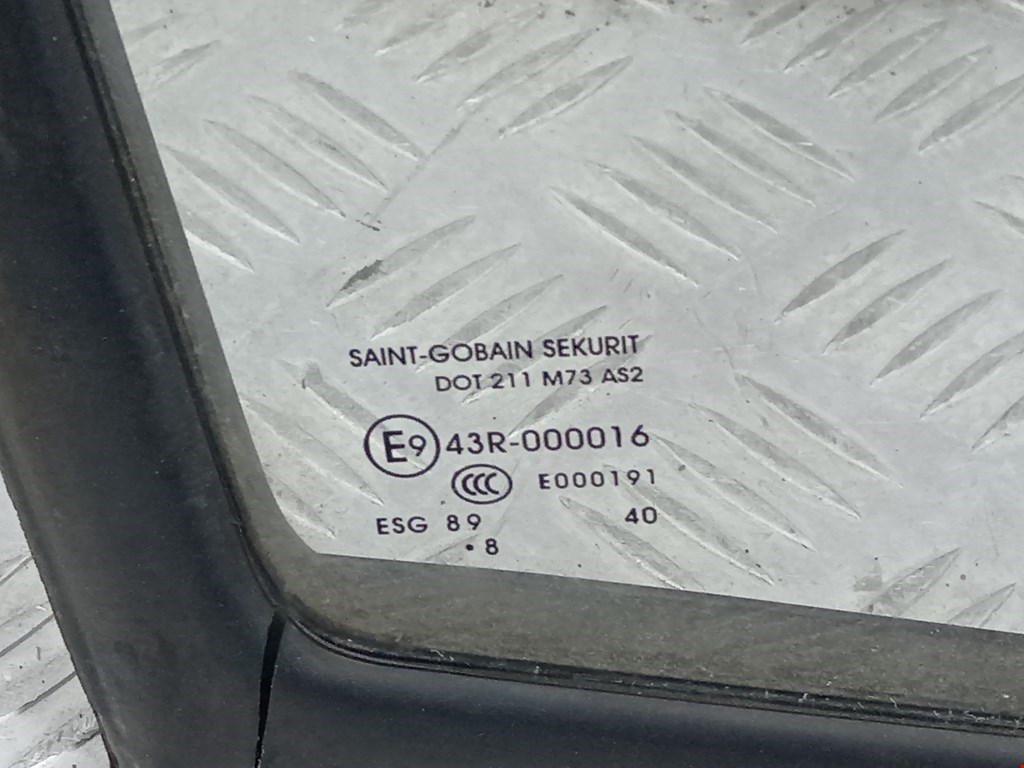 SAINT-GOBAIN SEKURIT
DOT 211 M73 AS2
E9 43R-000016
CCC E000191
ESG 89 40
• 8